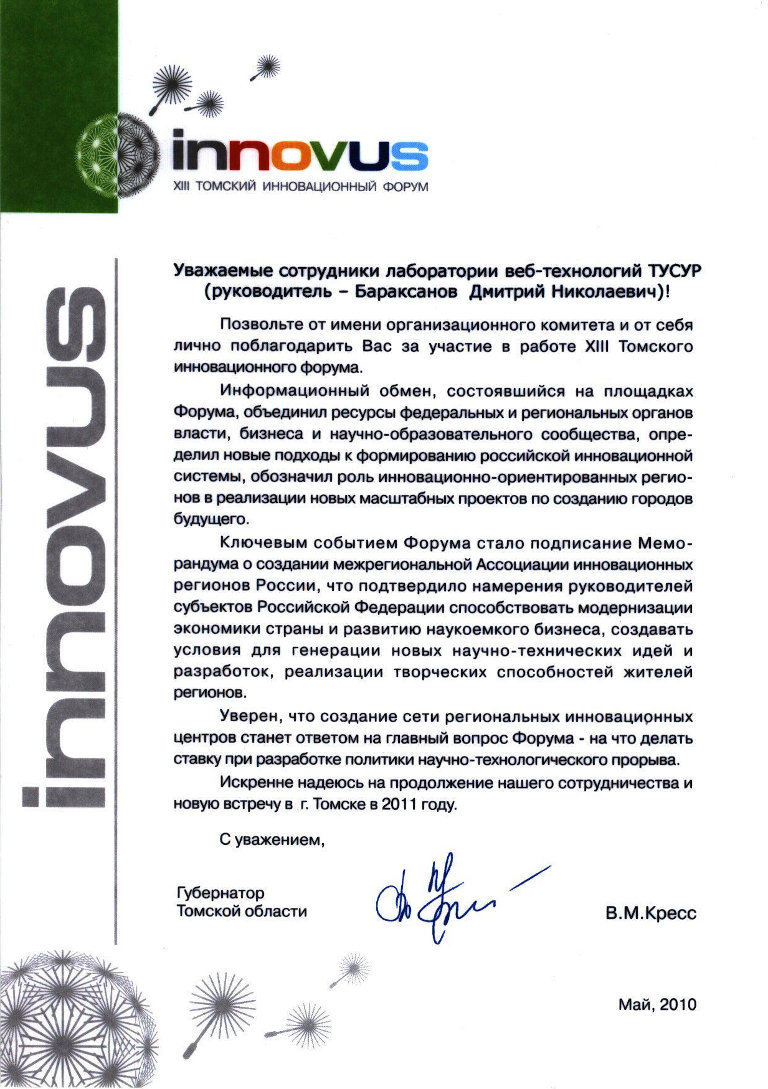 innovus
XIII ТОМСКИЙ ИННОВАЦИОННЫЙ ФОРУМ
innovus
Уважаемые сотрудники лаборатории веб-технологий ТУСУР
(руководитель – Бараксанов Дмитрий Николаевич)!
Позвольте от имени организационного комитета и от себя
лично поблагодарить Вас за участие в работе XIII Томского
инновационного форума.
Информационный обмен, состоявшийся на площадках
Форума, объединил ресурсы федеральных и региональных органов
власти, бизнеса и научно-образовательного сообщества, опре-
делил новые подходы к формированию российской инновационной
системы, обозначил роль инновационно-ориентированных регио-
нов в реализации новых масштабных проектов по созданию городов
будущего.
Ключевым событием Форума стало подписание Мемо-
рандума о создании межрегиональной Ассоциации инновационных
регионов России, что подтвердило намерения руководителей
субъектов Российской Федерации способствовать модернизации
экономики страны и развитию наукоемкого бизнеса, создавать
условия для генерации новых научно-технических идей и
разработок, реализации творческих способностей жителей
регионов.
Уверен, что создание сети региональных инновационных
центров станет ответом на главный вопрос Форума - на что делать
ставку при разработке политики научно-технологического прорыва.
Искренне надеюсь на продолжение нашего сотрудничества и
новую встречу в г. Томске в 2011 году.
С уважением,
Губернатор
Томской области
В.М.Кресс
Май, 2010